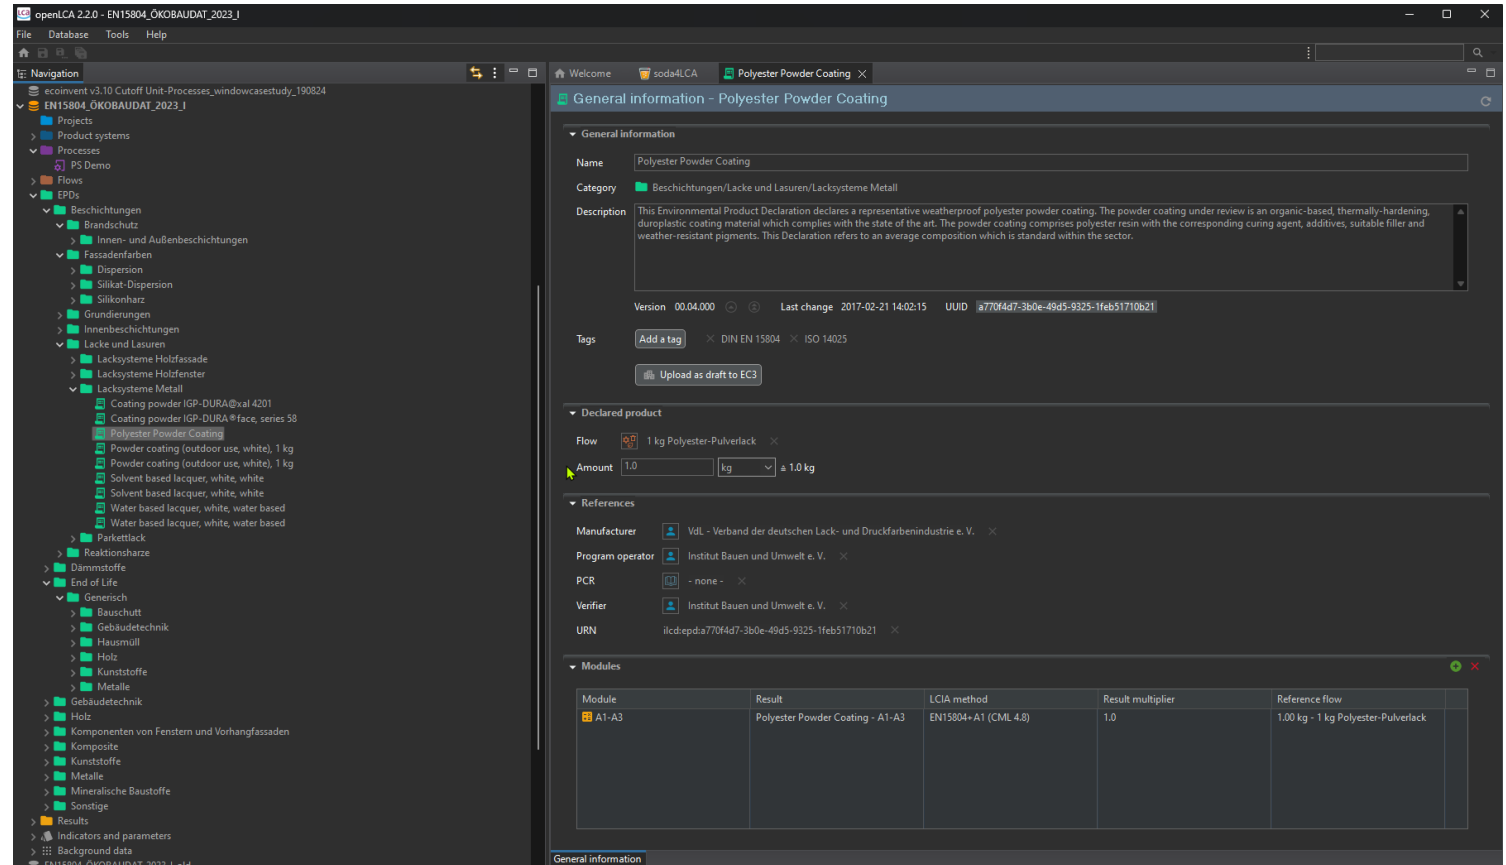 openLCA 2.2.0 - EN15804_ÖKOBAUDAT_2023_I
File Database Tools Help
Navigation
ecoinvent v3.10 Cutoff Unit-Processes_windowcasestudy_190824
EN15804_ÖKOBAUDAT_2023_I
Projects
Product systems
Processes
PS Demo
Flows
EPDs
Beschichtungen
Brandschutz
Innen- und Außenbeschichtungen
Fassadenfarben
Dispersion
Silikat-Dispersion
Silikonharz
Grundierungen
Innenbeschichtungen
Lacke und Lasuren
Lacksysteme Holzfassade
Lacksysteme Holzfenster
Lacksysteme Metall
Coating powder IGP-DURA@xal 4201
Coating powder IGP-DURA®face, series 58
Polyester Powder Coating
Powder coating (outdoor use, white), 1 kg
Powder coating (outdoor use, white), 1 kg
Solvent based lacquer, white, white
Solvent based lacquer, white, white
Water based lacquer, white, water based
Water based lacquer, white, water based
Parkettlack
Reaktionsharze
Dämmstoffe
End of Life
Generisch
Bauschutt
Gebäudetechnik
Hausmüll
Holz
Kunststoffe
Metalle
Gebäudetechnik
Holz
Komponenten von Fenstern und Vorhangfassaden
Komposite
Kunststoffe
Metalle
Mineralische Baustoffe
Sonstige
Results
Indicators and parameters
Background data
EN15804_ÖKOBAUDAT_2023_I_old
Welcome soda4LCA Polyester Powder Coating
General information - Polyester Powder Coating
General information
Name Polyester Powder Coating
Category Beschichtungen/Lacke und Lasuren/Lacksysteme Metall
Description This Environmental Product Declaration declares a representative weatherproof polyester powder coating. The powder coating under review is an organic-based, thermally-hardening,
duroplastic coating material which complies with the state of the art. The powder coating comprises polyester resin with the corresponding curing agent, additives, suitable filler and
weather-resistant pigments. This Declaration refers to an average composition which is standard within the sector.
Version 00.04.000 Last change 2017-02-21 14:02:15 UUID a770f4d7-3b0e-49d5-9325-1feb51710b21
Tags Add a tag DIN EN 15804 ISO 14025
Upload as draft to EC3
Declared product
Flow 1 kg Polyester-Pulverlack
Amount 1.0 kg ≙ 1.0 kg
References
Manufacturer VdL - Verband der deutschen Lack- und Druckfarbenindustrie e. V.
Program operator Institut Bauen und Umwelt e. V.
PCR - none -
Verifier Institut Bauen und Umwelt e. V.
URN ilcd:epd:a770f4d7-3b0e-49d5-9325-1feb51710b21
Modules
Module Result LCIA method Result multiplier Reference flow
A1-A3 Polyester Powder Coating - A1-A3 EN15804+A1 (CML 4.8) 1.0 1.00 kg - 1 kg Polyester-Pulverlack
General information